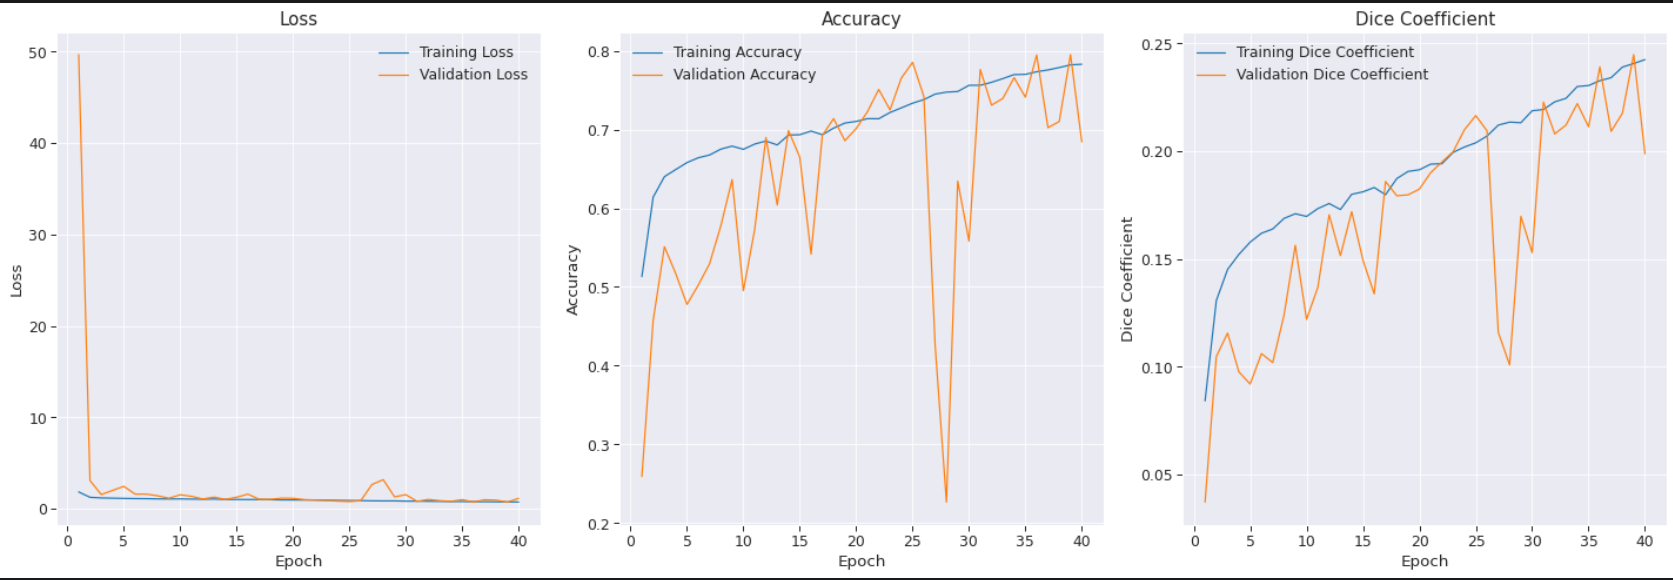 Loss
Training Loss
Validation Loss
50
40
30
20
10
0
Loss
0 5 10 15 20 25 30 35 40
Epoch
Accuracy
Training Accuracy
Validation Accuracy
0.8
0.7
0.6
0.5
0.4
0.3
0.2
Accuracy
0 5 10 15 20 25 30 35 40
Epoch
Dice Coefficient
Training Dice Coefficient
Validation Dice Coefficient
0.25
0.20
0.15
0.10
0.05
Dice Coefficient
0 5 10 15 20 25 30 35 40
Epoch